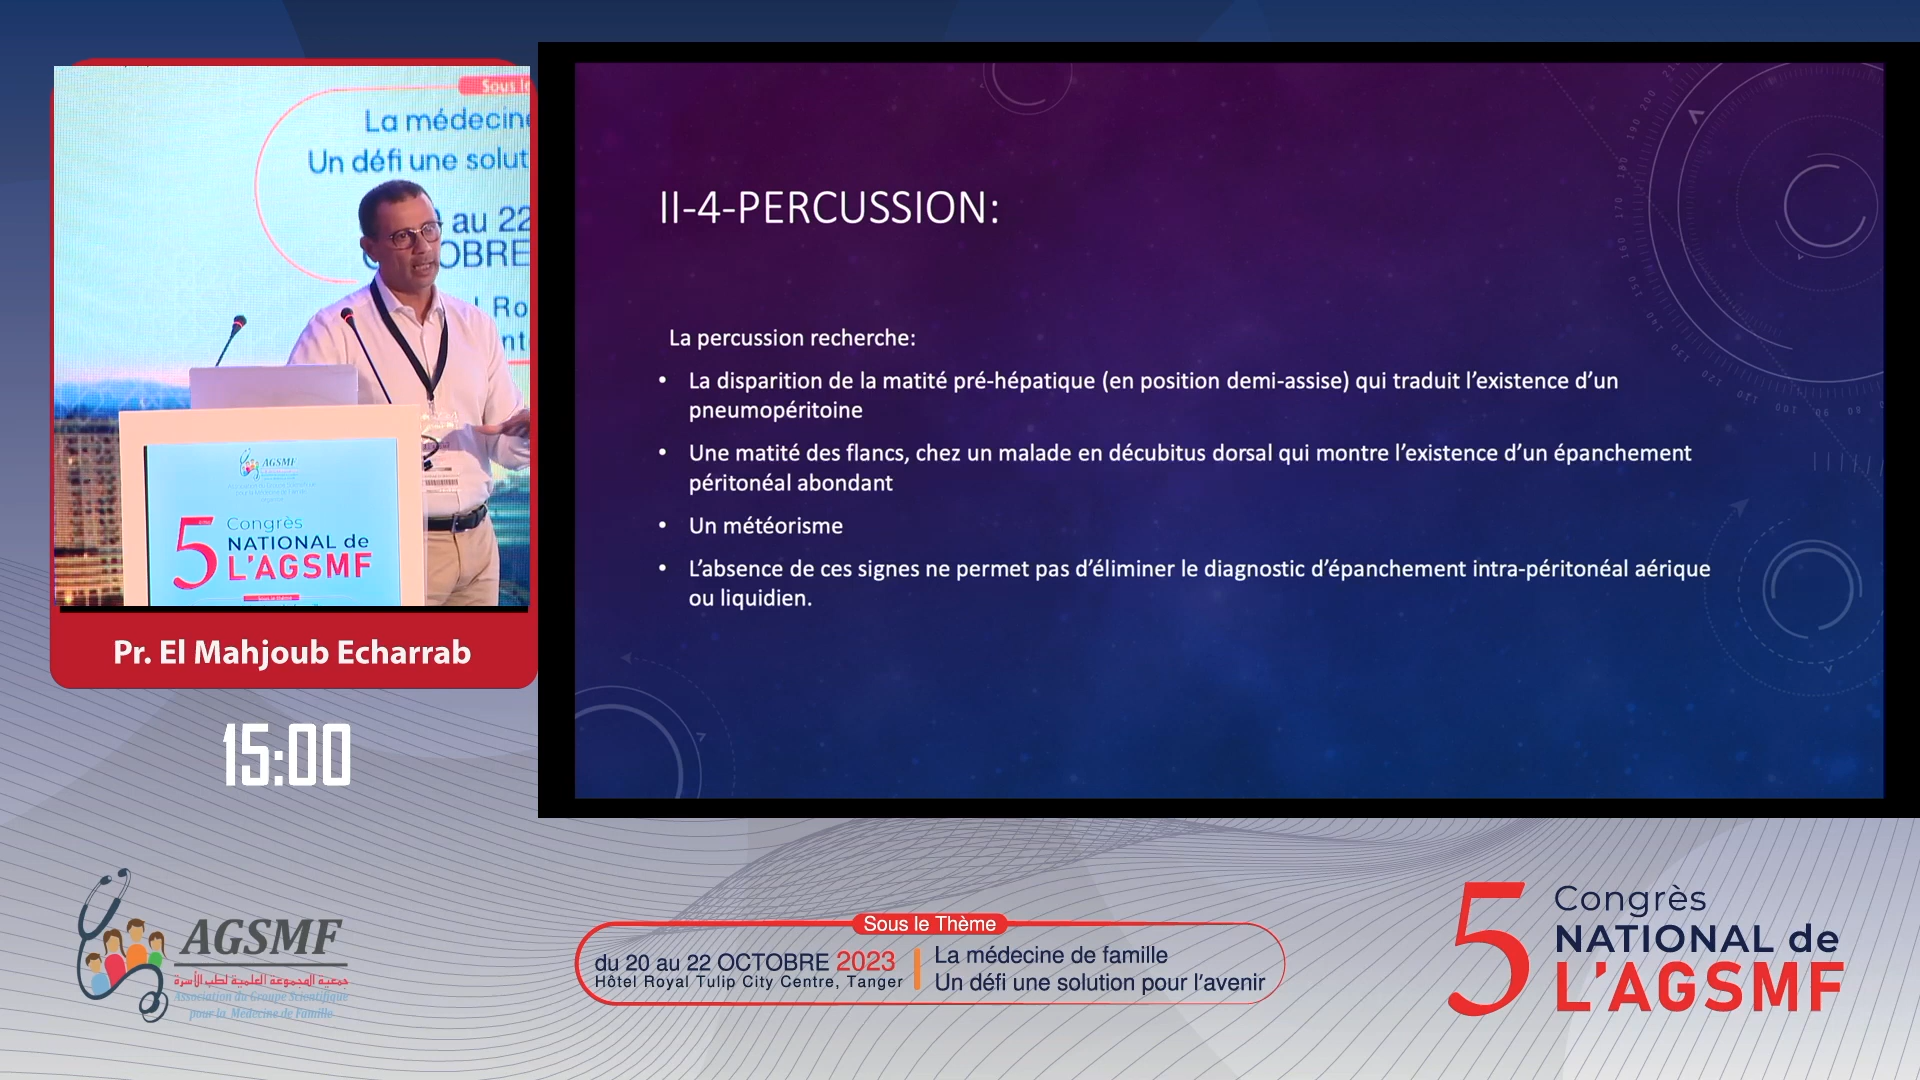 Sous le
La médecine
Un défi une solut
au 22
OBRE
Ro
AGSMF
5
Congrès
NATIONAL de
L'AGSMF
Pr. El Mahjoub Echarrab
15:00
II-4-PERCUSSION:
La percussion recherche:
• La disparition de la matité pré-hépatique (en position demi-assise) qui traduit l'existence d'un
pneumopéritoine
• Une matité des flancs, chez un malade en décubitus dorsal qui montre l'existence d'un épanchement
péritonéal abondant
• Un météorisme
• L'absence de ces signes ne permet pas d'éliminer le diagnostic d'épanchement intra-péritonéal aérique
ou liquidien.
AGSMF
جمعية المجموعة العلمية لطب الأسرة
Association du Groupe Scientifique
pour la Médecine de Famille
Sous le Thème
du 20 au 22 OCTOBRE 2023
Hôtel Royal Tulip City Centre, Tanger
La médecine de famille
Un défi une solution pour l'avenir
5
Congrès
NATIONAL de
L'AGSMF